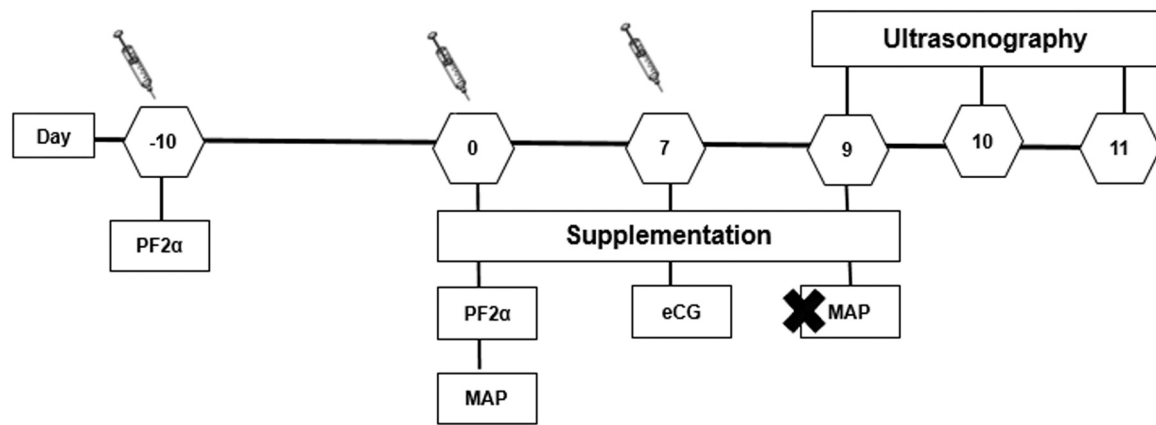 Ultrasonography
Day
-10
0
7
9
10
11
PF2α
Supplementation
PF2α
eCG
MAP
MAP